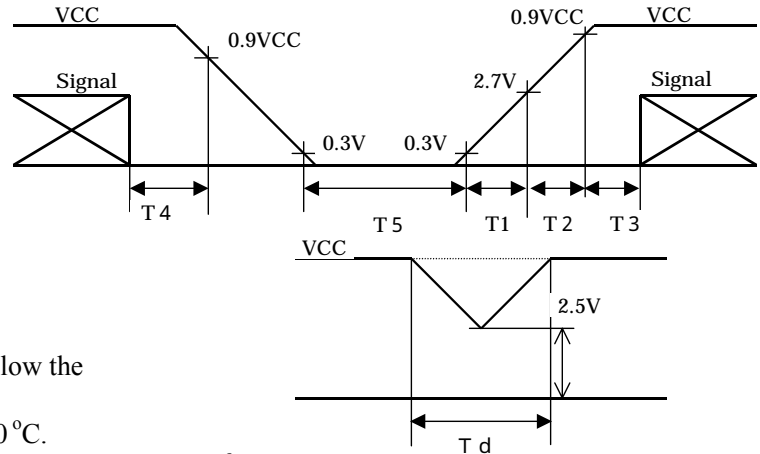 VCC
0.9VCC
VCC
0.9VCC
Signal
2.7V
Signal
0.3V
0.3V
T4
T5
T1
T2
T3
VCC
2.5V
low the
0 °C.
Td